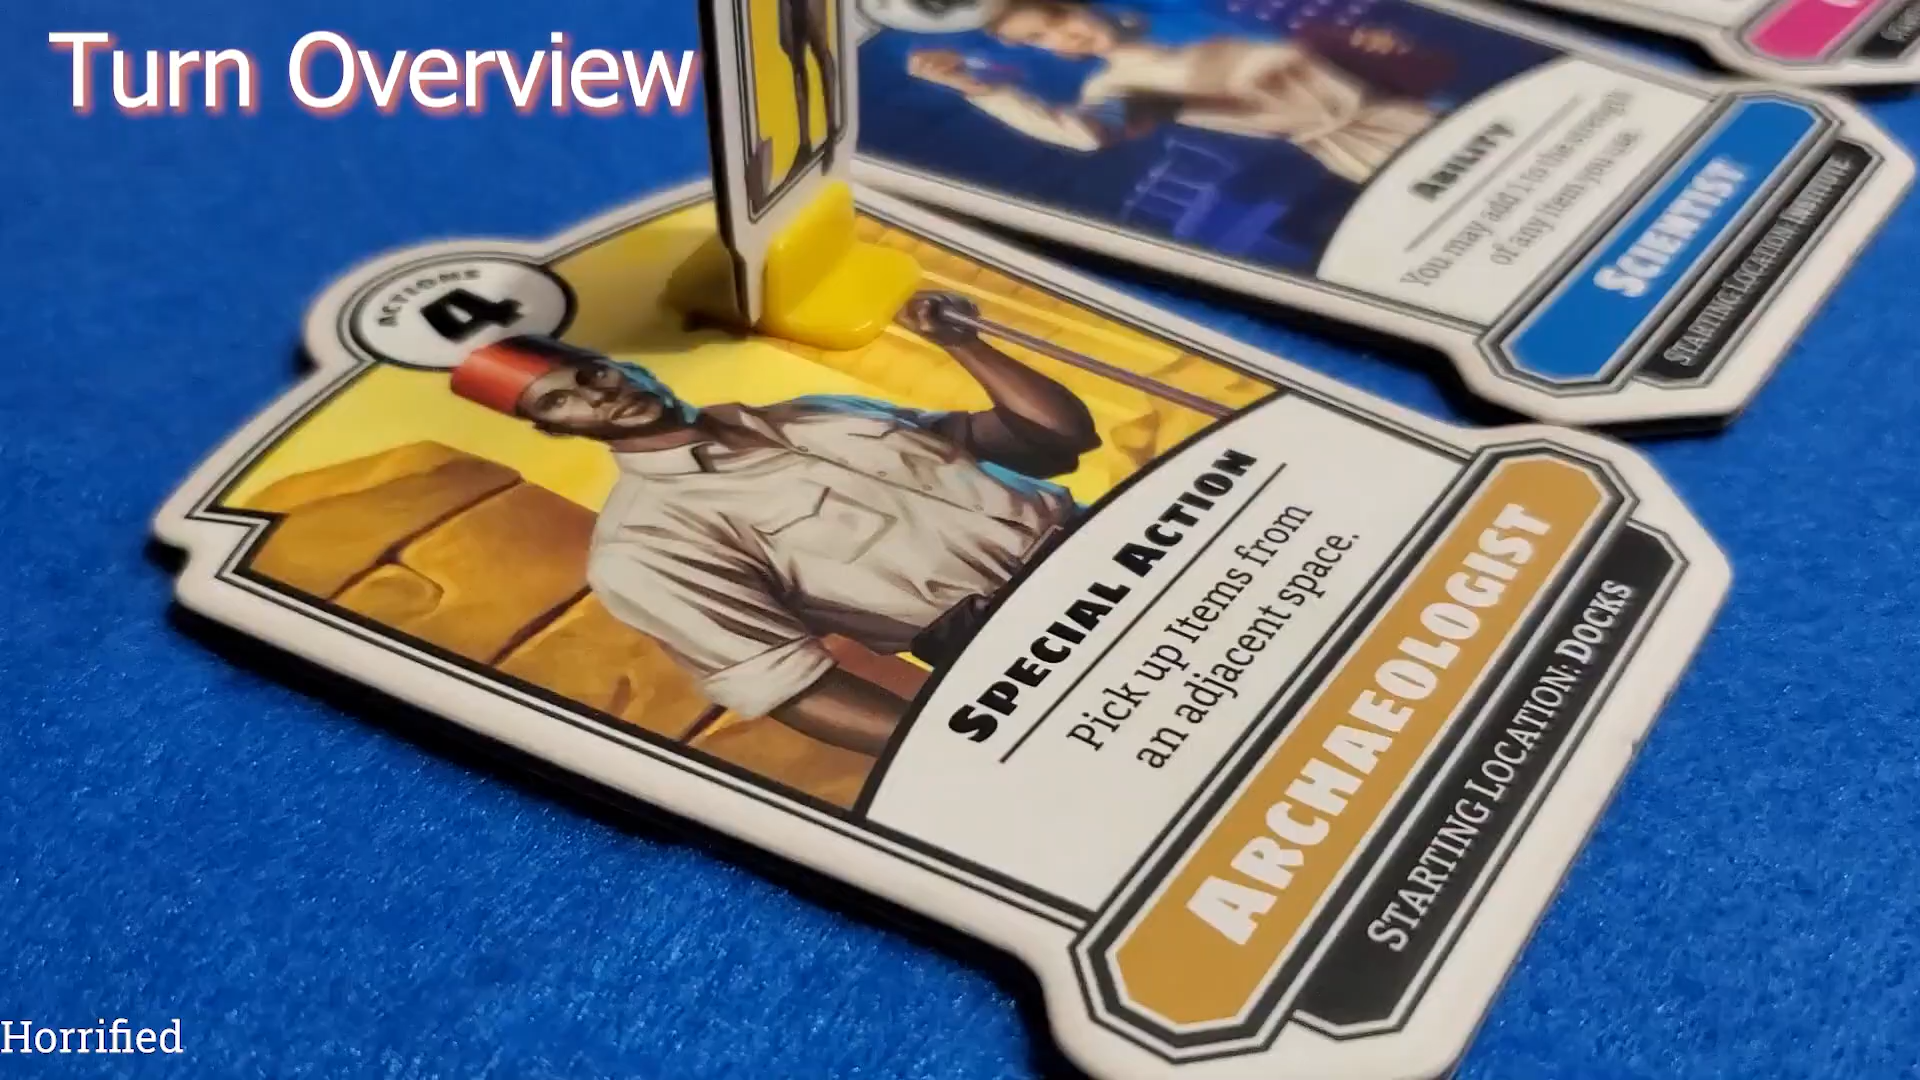 Turn Overview
ACTIONS
4
SPECIAL ACTION
Pick up Items from
an adjacent space.
ARCHAEOLOGIST
STARTING LOCATION: DOCKS
ABILITY
You may add 1 to the strength
of any item you use.
SCIENTIST
STARTING LOCATION: INSTITUTE
Horrified